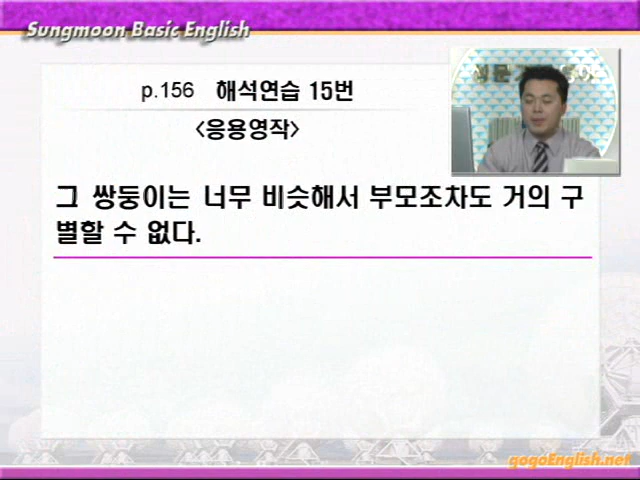 Sungmoon Basic English
p.156 해석연습 15번
<응용영작>
그 쌍둥이는 너무 비슷해서 부모조차도 거의 구
별할 수 없다.
gogoEnglish.net